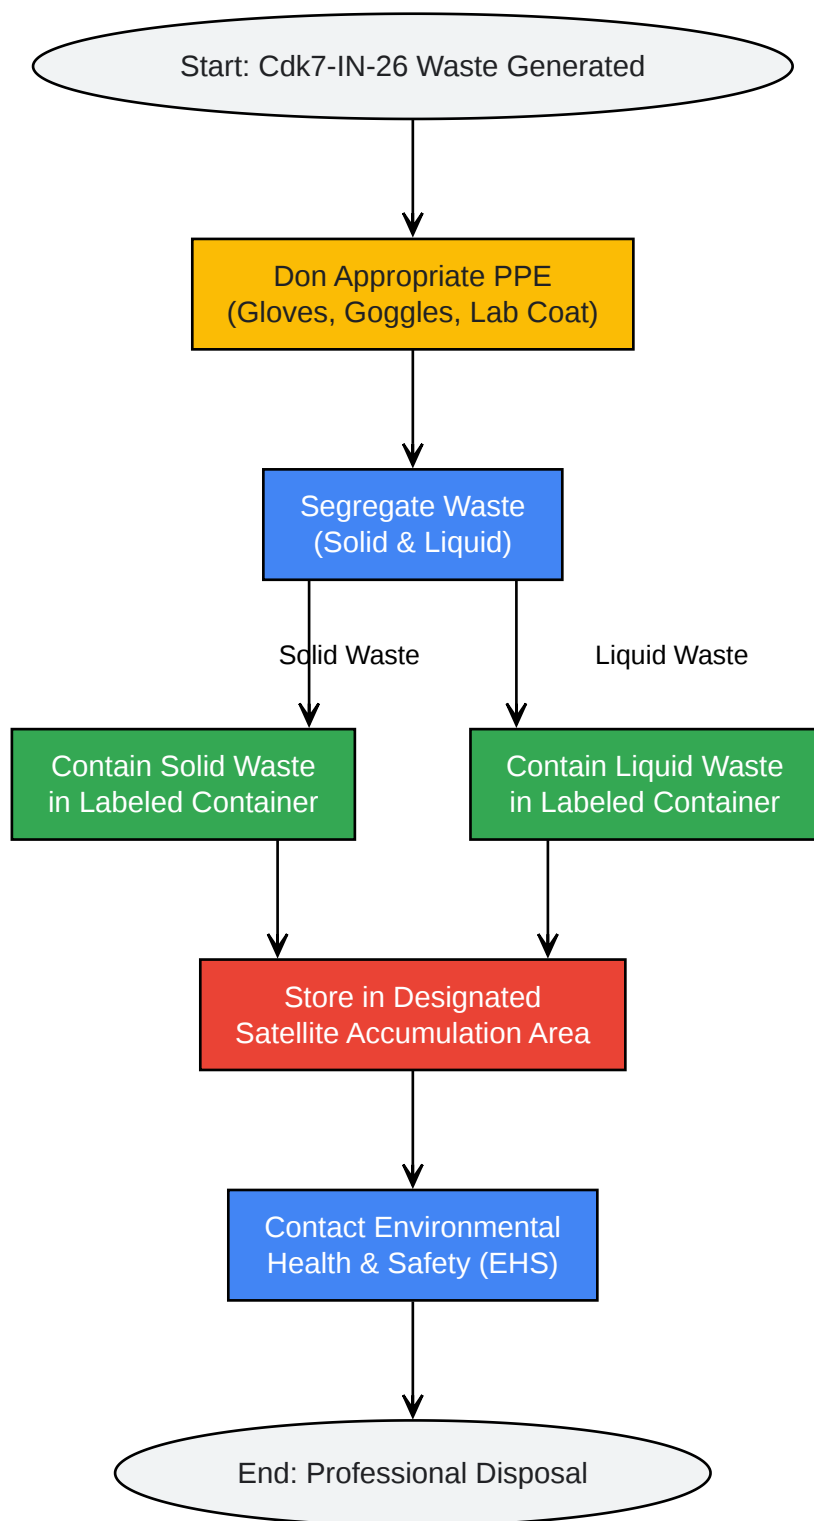 Start: Cdk7-IN-26 Waste Generated
Don Appropriate PPE
(Gloves, Goggles, Lab Coat)
Segregate Waste
(Solid & Liquid)
Solid Waste
Liquid Waste
Contain Solid Waste
in Labeled Container
Contain Liquid Waste
in Labeled Container
Store in Designated
Satellite Accumulation Area
Contact Environmental
Health & Safety (EHS)
End: Professional Disposal